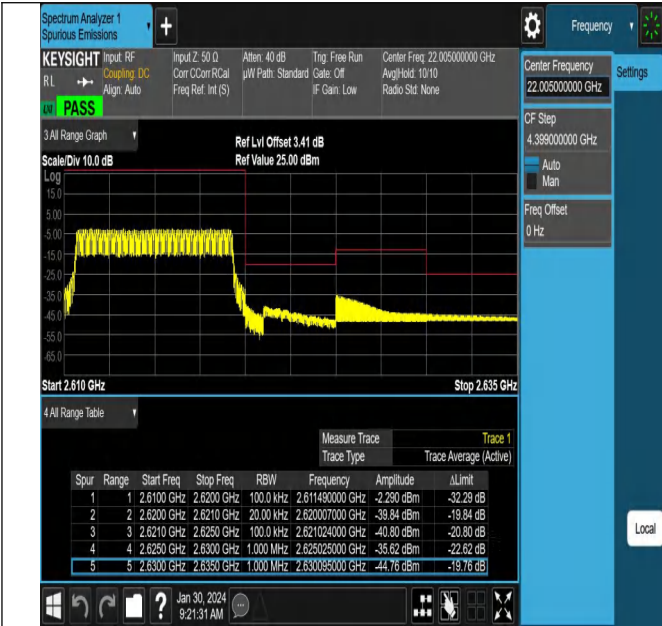 Spectrum Analyzer 1
Spurious Emissions
+
Frequency
KEYSIGHT Input: RF Input Z: 50 Ω Atten: 40 dB Trig: Free Run Center Freq: 22.005000000 GHz
RL Coupling: DC Corr CCorr RCal µW Path: Standard Gate: Off Avg|Hold: 10/10
Align: Auto Freq Ref: Int (S) IF Gain: Low Radio Std: None
LXI PASS
Center Frequency
22.005000000 GHz
Settings
CF Step
4.399000000 GHz
Auto
Man
Freq Offset
0 Hz
3 All Range Graph
Ref Lvl Offset 3.41 dB
Scale/Div 10.0 dB Ref Value 25.00 dBm
Log
15.0
5.00
-5.00
-15.0
-25.0
-35.0
-45.0
-55.0
-65.0
Start 2.610 GHz Stop 2.635 GHz
4 All Range Table
Measure Trace Trace 1
Trace Type Trace Average (Active)
Spur Range Start Freq Stop Freq RBW Frequency Amplitude ΔLimit
1 1 2.6100 GHz 2.6200 GHz 100.0 kHz 2.611490000 GHz -2.290 dBm -32.29 dB
2 2 2.6200 GHz 2.6210 GHz 20.00 kHz 2.620007000 GHz -39.84 dBm -19.84 dB
3 3 2.6210 GHz 2.6250 GHz 100.0 kHz 2.621024000 GHz -40.80 dBm -20.80 dB
4 4 2.6250 GHz 2.6300 GHz 1.000 MHz 2.625025000 GHz -35.62 dBm -22.62 dB
5 5 2.6300 GHz 2.6350 GHz 1.000 MHz 2.630095000 GHz -44.76 dBm -19.76 dB
Local
? Jan 30, 2024
9:21:31 AM